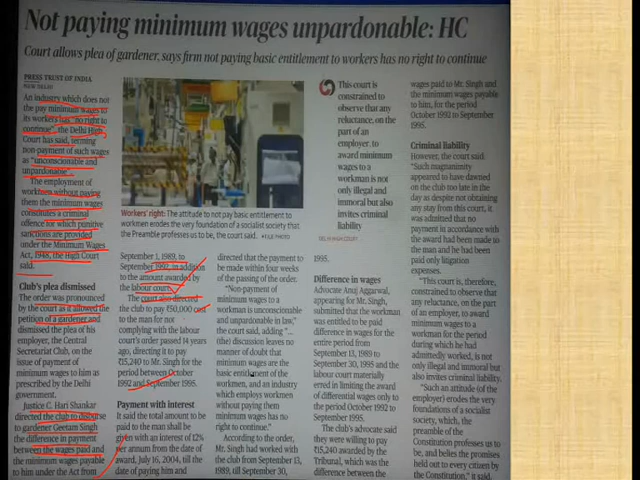 Not paying minimum wages unpardonable: HC
Court allows plea of gardener, says firm not paying basic entitlement to workers has no right to continue
PRESS TRUST OF INDIA
NEW DELHI
An industry which does not
pay minimum wages to
its workers has "no right to
continue", the Delhi High
Court has said, terming
non-payment of such wages
as "unconscionable and
unpardonable".
The employment of
workmen without paying
them the minimum wages
constitutes a criminal
offence for which punitive
sanctions are provided
under the Minimum Wages
Act, 1948, the High Court
said.
Club's plea dismissed
The order was pronounced
by the court as it allowed the
petition of a gardener and
dismissed the plea of his
employer, the Central
Secretariat Club, on the
issue of payment of
minimum wages to him as
prescribed by the Delhi
government.
Justice C. Hari Shankar
directed the club to disburse
to gardener Geetam Singh
the difference in payment
between the wages paid and
the minimum wages payable
to him under the Act from
Workers' right: The attitude to not pay basic entitlement to
workmen erodes the very foundation of a socialist society that
the Preamble professes us to be, the court said. FILE PHOTO
September 1, 1989, to
September 1992, in addition
to the amount awarded by
the labour court.
The court also directed
the club to pay ₹50,000 cost
to the man for not
complying with the labour
court's order passed 14 years
ago, directing it to pay
₹15,240 to Mr. Singh for the
period between October
1992 and September 1995.
Payment with interest
It said the total amount to be
paid to the man shall be
given with an interest of 12%
per annum from the date of
award, July 16, 2004, till the
date of paying him and
directed that the payment to
be made within four weeks
of the passing of the order.
"Non-payment of
minimum wages to a
workman is unconscionable
and unpardonable in law,"
the court said, adding "...
(the) discussion leaves no
manner of doubt that
minimum wages are the
basic entitlement of the
workmen, and an industry
which employs workmen
without paying them
minimum wages has no
right to continue."
According to the order,
Mr. Singh had worked with
the club from September 13,
1989, till September 30,
This court is
constrained to
observe that any
reluctance, on the
part of an
employer, to
award minimum
wages to a
workman is not
only illegal and
immoral but also
invites criminal
liability
DELHI HIGH COURT
1995.
Difference in wages
Advocate Anuj Aggarwal,
appearing for Mr. Singh,
submitted that the workman
was entitled to be paid
difference in wages for the
entire period from
September 13, 1989 to
September 30, 1995 and the
labour court materially
erred in limiting the award
of differential wages only to
the period October 1992 to
September 1995.
The club's advocate said
they were willing to pay
₹15,240 awarded by the
Tribunal, which was the
difference between the
wages paid to Mr. Singh and
the minimum wages payable
to him, for the period
October 1992 to September
1995.
Criminal liability
However, the court said:
"Such magnanimity
appeared to have dawned
on the club too late in the
day as despite not obtaining
any stay from this court, it
was admitted that no
payment in accordance with
the award had been made to
the man and he had been
paid only litigation
expenses.
"This court is, therefore,
constrained to observe that
any reluctance, on the part
of an employer, to award
minimum wages to a
workman for the period
during which he had
admittedly worked, is not
only illegal and immoral but
also invites criminal liability.
"Such an attitude (of the
employer) erodes the very
foundations of a socialist
society, which, the
preamble of the
Constitution professes us to
be, and belies the promises
held out to every citizen by
the Constitution," it said.